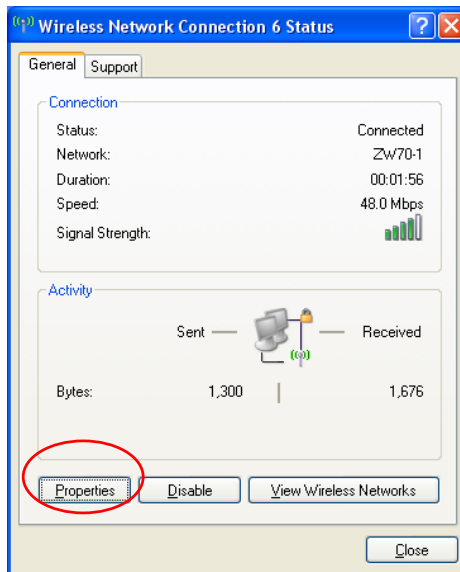 Wireless Network Connection 6 Status
General Support
Connection
Status: Connected
Network: ZW70-1
Duration: 00:01:56
Speed: 48.0 Mbps
Signal Strength:
Activity
Sent Received
Bytes: 1,300 1,676
Properties Disable View Wireless Networks
Close